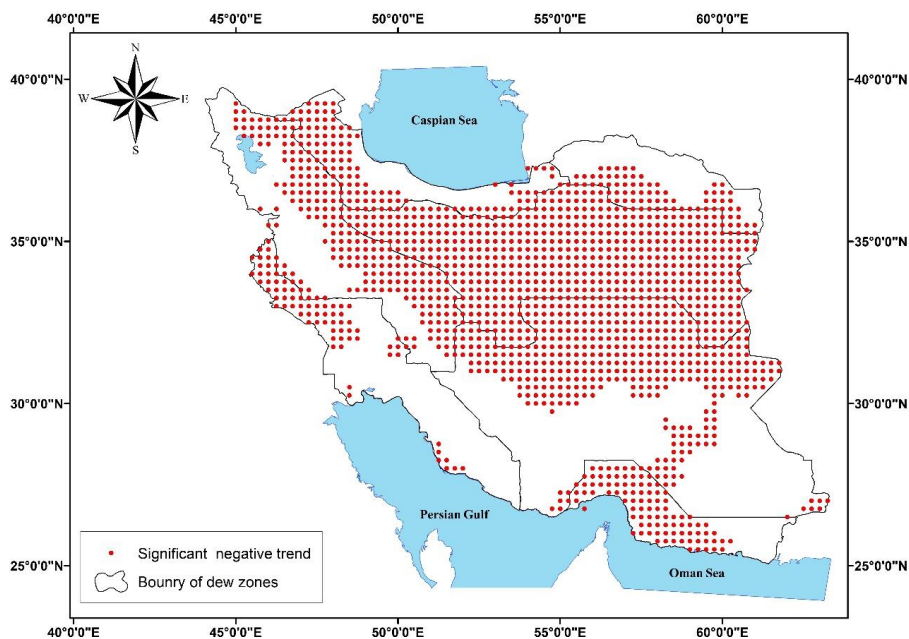 40°0'0"E 45°0'0"E 50°0'0"E 55°0'0"E 60°0'0"E
N
W E
S
40°0'0"N 40°0'0"N
Caspian Sea
35°0'0"N 35°0'0"N
30°0'0"N 30°0'0"N
Persian Gulf
Significant negative trend
Bounry of dew zones
25°0'0"N 25°0'0"N
Oman Sea
40°0'0"E 45°0'0"E 50°0'0"E 55°0'0"E 60°0'0"E